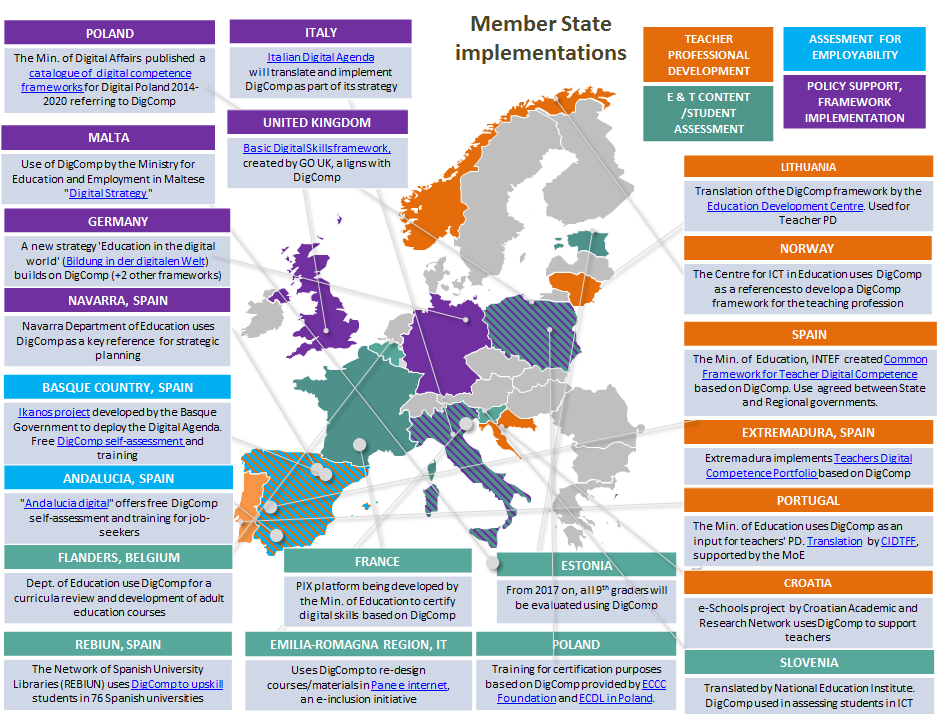 Member State
implementations
TEACHER
PROFESSIONAL
DEVELOPMENT
ASSESMENT FOR
EMPLOYABILITY
E & T CONTENT
/STUDENT
ASSESSMENT
POLICY SUPPORT,
FRAMEWORK
IMPLEMENTATION
POLAND
The Min. of Digital Affairs published a
catalogue of digital competence
frameworks for Digital Poland 2014-
2020 referring to DigComp
ITALY
Italian Digital Agenda
will translate and implement
DigComp as part of its strategy
UNITED KINGDOM
Basic Digital Skills framework,
created by GO UK, aligns with
DigComp
MALTA
Use of DigComp by the Ministry for
Education and Employment in Maltese
"Digital Strategy"
GERMANY
A new strategy 'Education in the digital
world' (Bildung in der digitalen Welt)
builds on DigComp (+2 other frameworks)
NAVARRA, SPAIN
Navarra Department of Education uses
DigComp as a key reference for strategic
planning
BASQUE COUNTRY, SPAIN
Ikanos project developed by the Basque
Government to deploy the Digital Agenda.
Free DigComp self-assessment and
training
ANDALUCIA, SPAIN
"Andalucia digital" offers free DigComp
self-assessment and training for job-
seekers
FLANDERS, BELGIUM
Dept. of Education use DigComp for a
curricula review and development of adult
education courses
REBIUN, SPAIN
The Network of Spanish University
Libraries (REBIUN) uses DigComp to upskill
students in 76 Spanish universities
FRANCE
PIX platform being developed by
the Min. of Education to certify
digital skills based on DigComp
EMILIA-ROMAGNA REGION, IT
Uses DigComp to re-design
courses/materials in Pane e internet,
an e-inclusion initiative
ESTONIA
From 2017 on, all 9th graders will
be evaluated using DigComp
POLAND
Training for certification purposes
based on DigComp provided by ECCC
Foundation and ECDL in Poland.
LITHUANIA
Translation of the DigComp framework by the
Education Development Centre. Used for
Teacher PD
NORWAY
The Centre for ICT in Education uses DigComp
as a references to develop a DigComp
framework for the teaching profession
SPAIN
The Min. of Education, INTEF created Common
Framework for Teacher Digital Competence
based on DigComp. Use agreed between State
and Regional governments.
EXTREMADURA, SPAIN
Extremadura implements Teachers Digital
Competence Portfolio based on DigComp
PORTUGAL
The Min. of Education uses DigComp as an
input for teachers' PD. Translation by CIDTFF,
supported by the MoE
CROATIA
e-Schools project by Croatian Academic and
Research Network uses DigComp to support
teachers
SLOVENIA
Translated by National Education Institute.
DigComp used in assessing students in ICT